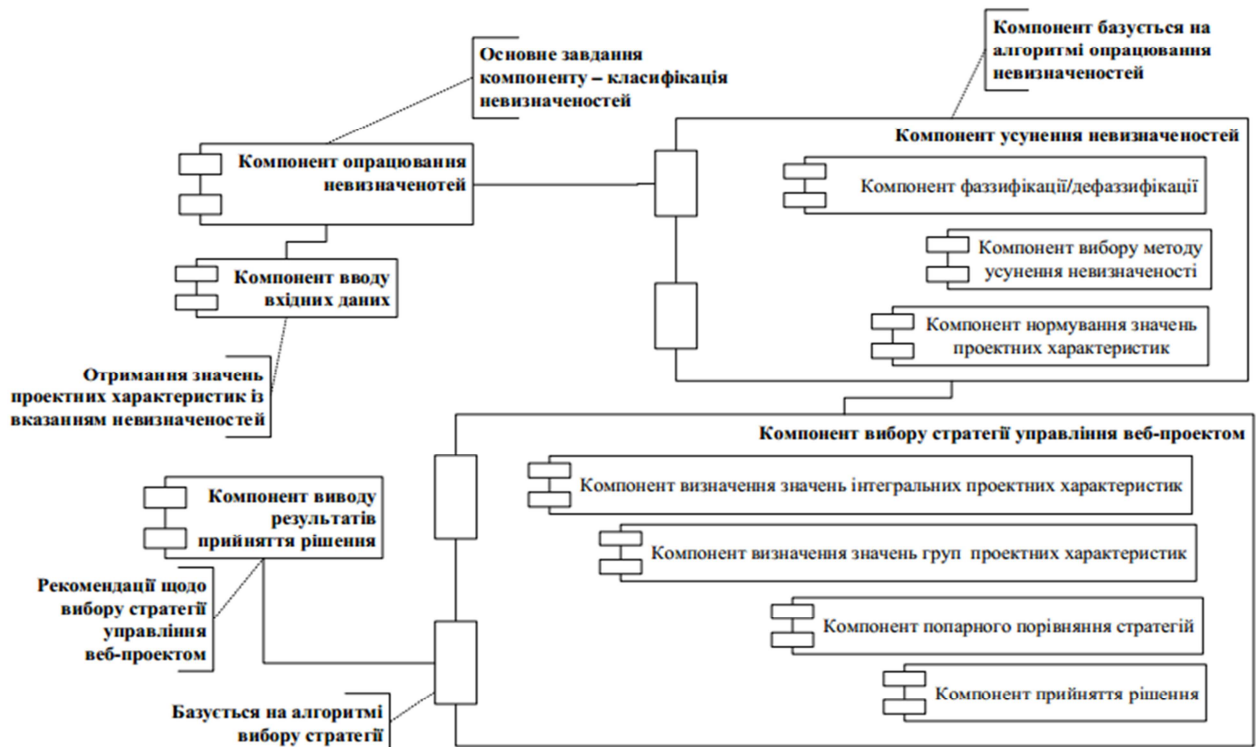 Основне завдання
компоненту – класифікація
невизначеностей
Компонент базується на
алгоритмі опрацювання
невизначеностей
Компонент опрацювання
невизначенотей
Компонент усунення невизначеностей
Компонент фаззифікації/дефаззифікації
Компонент вибору методу
усунення невизначеності
Компонент нормування значень
проектних характеристик
Компонент вводу
вхідних даних
Отримання значень
проектних характеристик із
вказанням невизначеностей
Компонент вибору стратегії управління веб-проектом
Компонент визначення значень інтегральних проектних характеристик
Компонент визначення значень груп проектних характеристик
Компонент попарного порівняння стратегій
Компонент прийняття рішення
Компонент виводу
результатів
прийняття рішення
Рекомендації щодо
вибору стратегії
управління
веб-проектом
Базується на алгоритмі
вибору стратегії